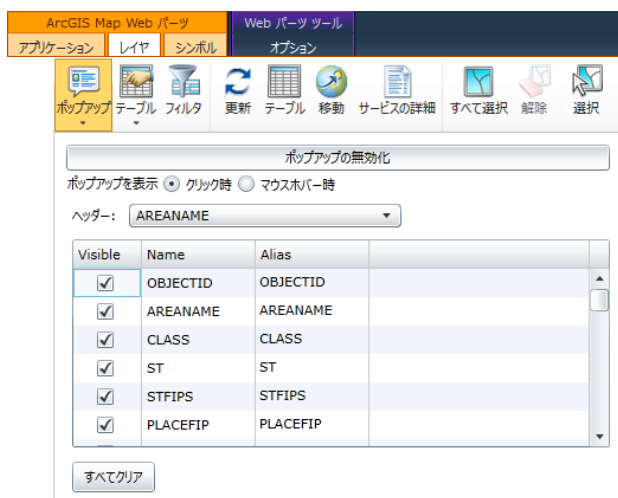 ArcGIS Map Web パーツ Web パーツ ツール
アプリケーション レイヤ シンボル オプション
ポップアップ テーブル フィルタ 更新 テーブル 移動 サービスの詳細 すべて選択 解除 選択
ポップアップの無効化
ポップアップを表示 クリック時 マウスホバー時
ヘッダー: AREANAME
Visible Name Alias
OBJECTID OBJECTID
AREANAME AREANAME
CLASS CLASS
ST ST
STFIPS STFIPS
PLACEFIP PLACEFIP
すべてクリア